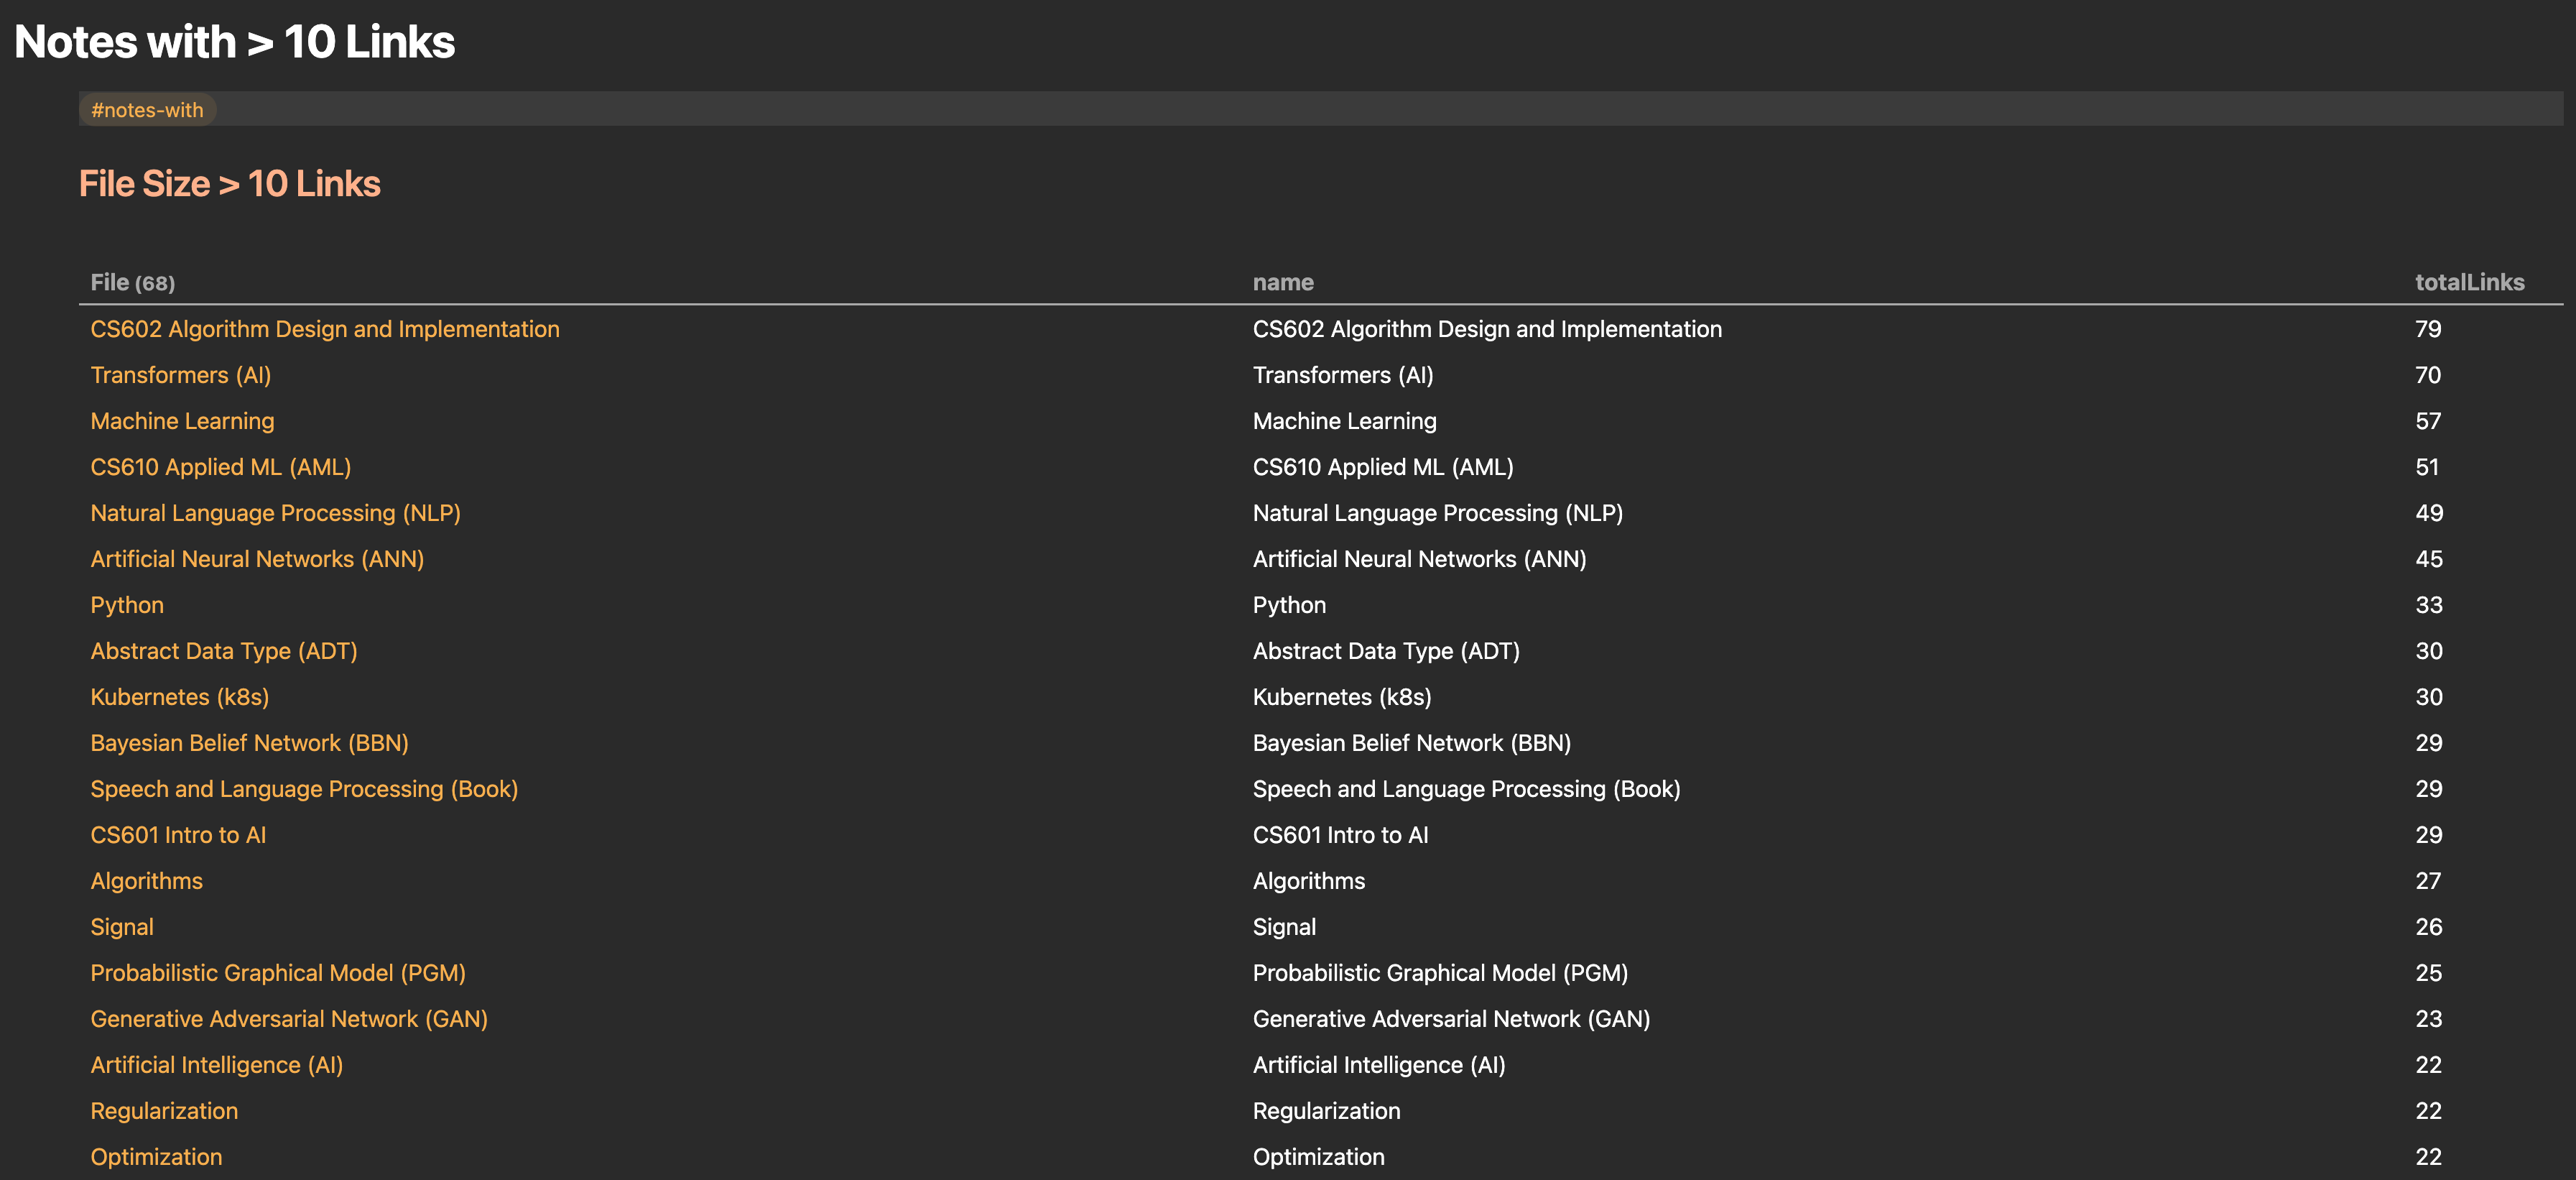 Notes with > 10 Links
#notes-with
File Size > 10 Links
File (68) name totalLinks
CS602 Algorithm Design and Implementation CS602 Algorithm Design and Implementation 79
Transformers (AI) Transformers (AI) 70
Machine Learning Machine Learning 57
CS610 Applied ML (AML) CS610 Applied ML (AML) 51
Natural Language Processing (NLP) Natural Language Processing (NLP) 49
Artificial Neural Networks (ANN) Artificial Neural Networks (ANN) 45
Python Python 33
Abstract Data Type (ADT) Abstract Data Type (ADT) 30
Kubernetes (k8s) Kubernetes (k8s) 30
Bayesian Belief Network (BBN) Bayesian Belief Network (BBN) 29
Speech and Language Processing (Book) Speech and Language Processing (Book) 29
CS601 Intro to AI CS601 Intro to AI 29
Algorithms Algorithms 27
Signal Signal 26
Probabilistic Graphical Model (PGM) Probabilistic Graphical Model (PGM) 25
Generative Adversarial Network (GAN) Generative Adversarial Network (GAN) 23
Artificial Intelligence (AI) Artificial Intelligence (AI) 22
Regularization Regularization 22
Optimization Optimization 22